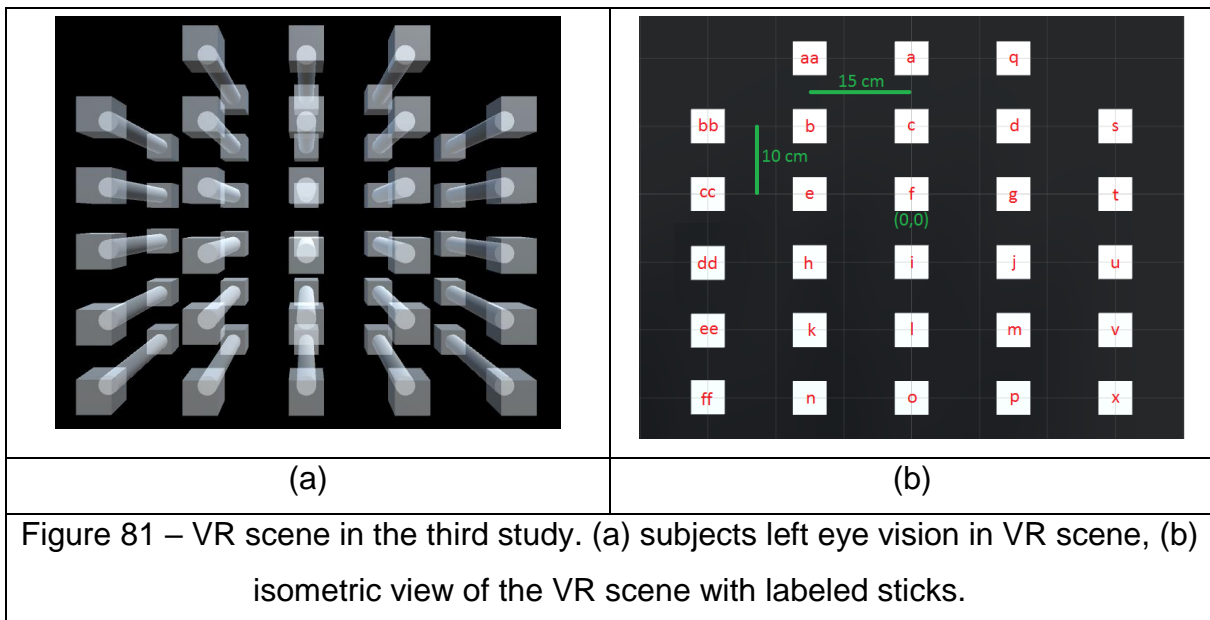 aa a q
15 cm
bb b c d s
10 cm
cc e f g t
(0,0)
dd h i j u
ee k l m v
ff n o p x
(a) (b)
Figure 81 – VR scene in the third study. (a) subjects left eye vision in VR scene, (b)
isometric view of the VR scene with labeled sticks.